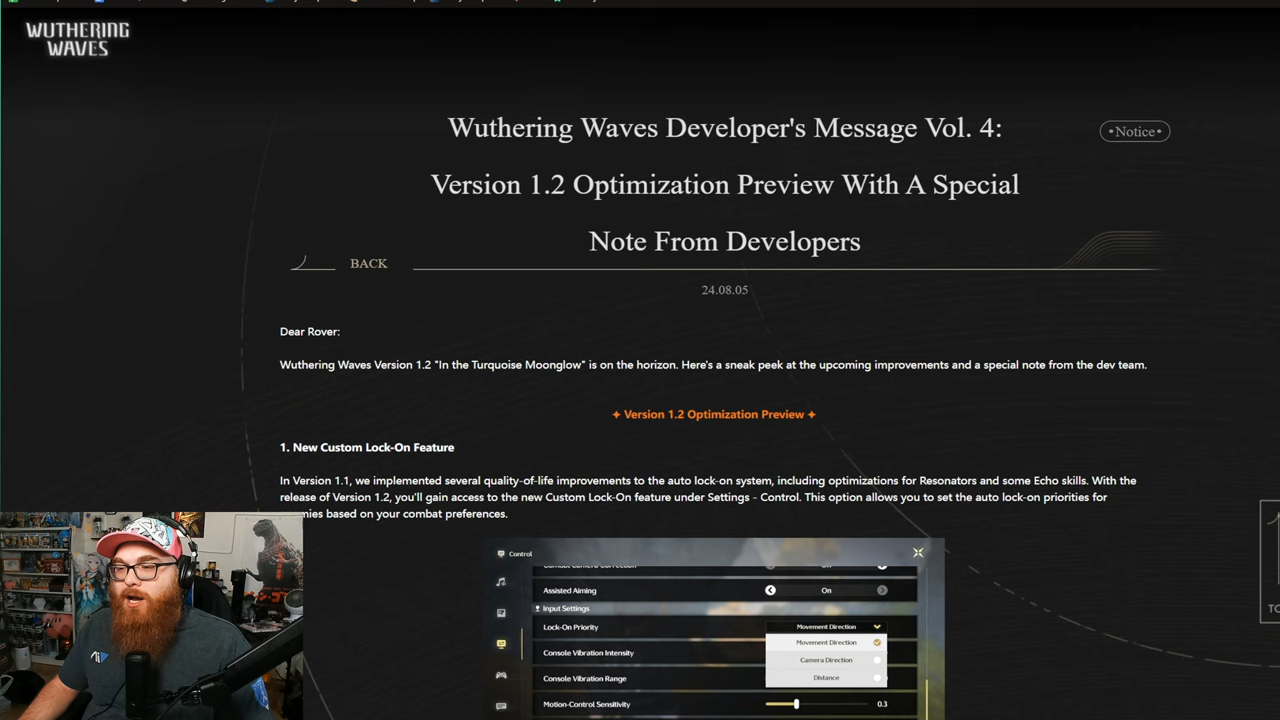 WUTHERING
WAVES
Wuthering Waves Developer's Message Vol. 4:
•Notice•
Version 1.2 Optimization Preview With A Special
Note From Developers
BACK
24.08.05
Dear Rover:
Wuthering Waves Version 1.2 "In the Turquoise Moonglow" is on the horizon. Here's a sneak peek at the upcoming improvements and a special note from the dev team.
✦ Version 1.2 Optimization Preview ✦
1. New Custom Lock-On Feature
In Version 1.1, we implemented several quality-of-life improvements to the auto lock-on system, including optimizations for Resonators and some Echo skills. With the
release of Version 1.2, you'll gain access to the new Custom Lock-On feature under Settings - Control. This option allows you to set the auto lock-on priorities for
based on your combat preferences.
Control
Assisted Aiming
On
Input Settings
Lock-On Priority
Movement Direction
Movement Direction
Camera Direction
Console Vibration Intensity
Distance
Console Vibration Range
Motion-Control Sensitivity
0.3